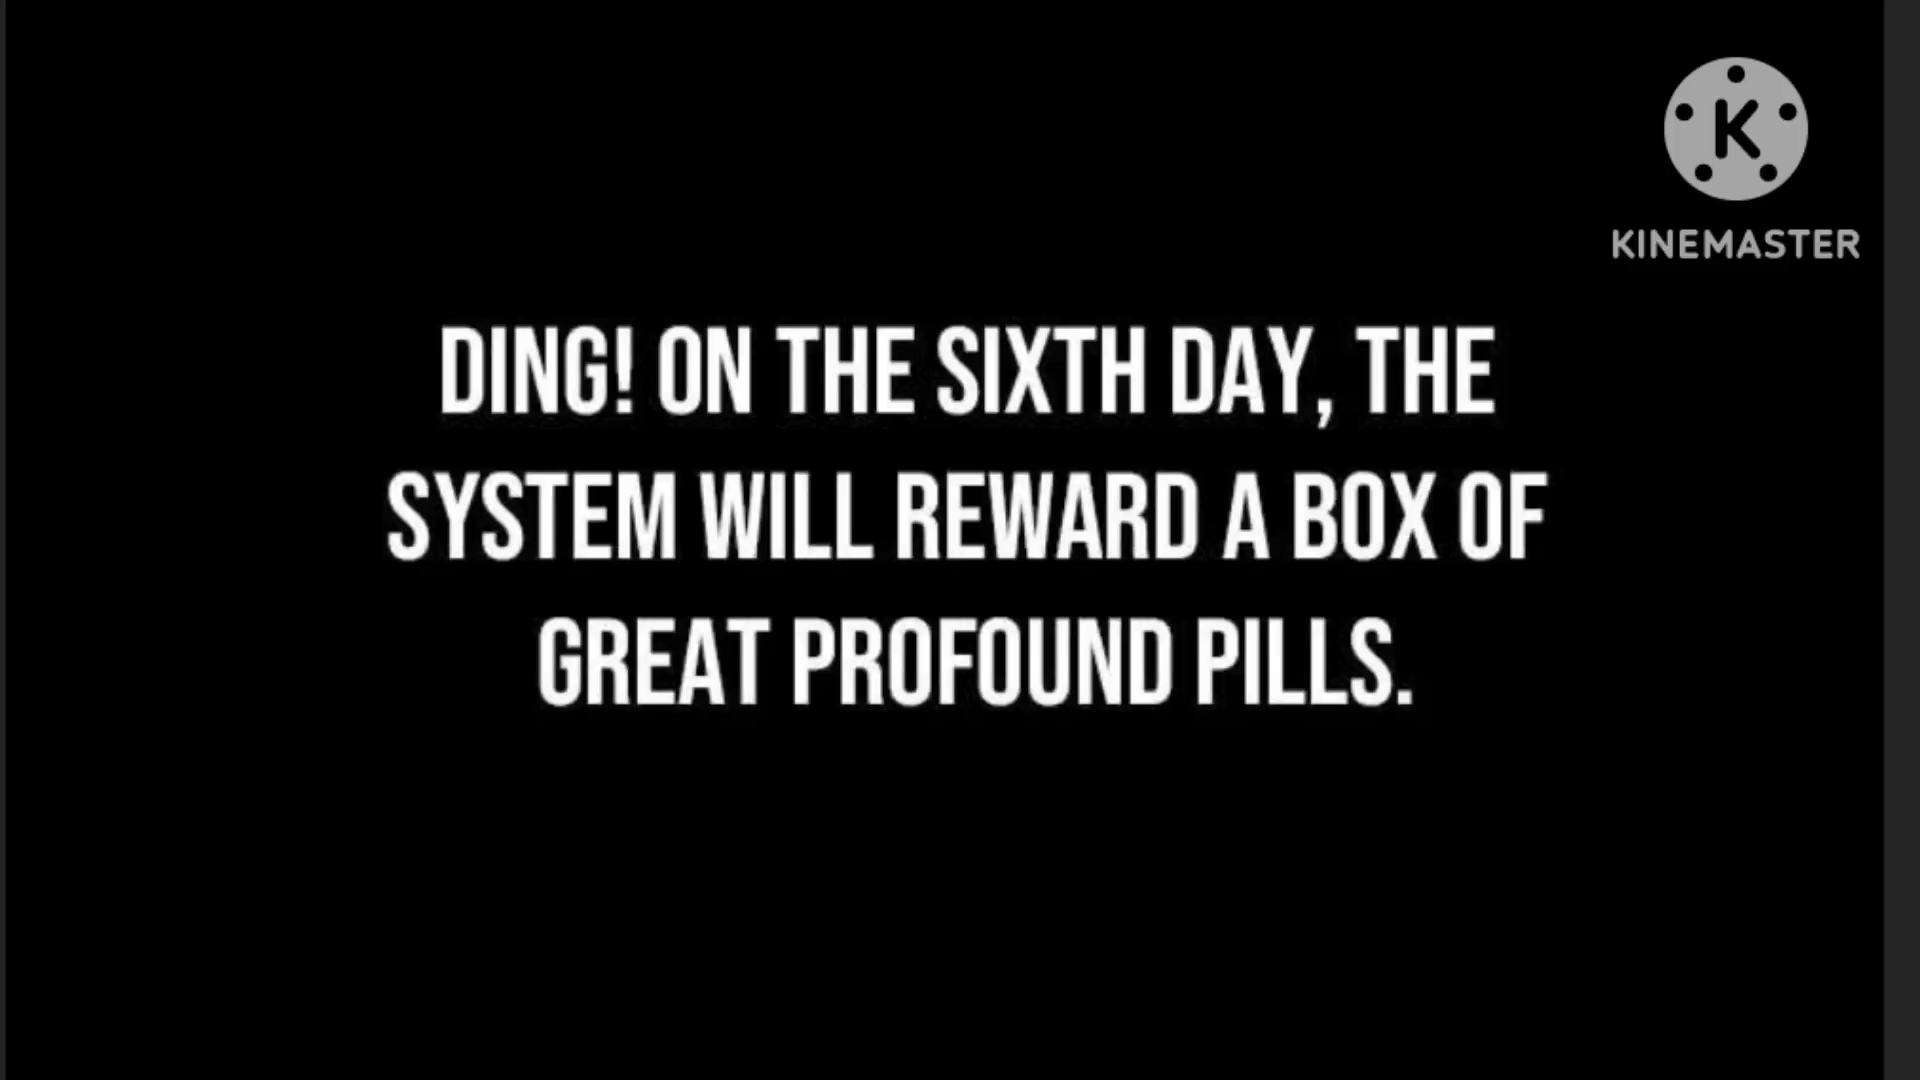 K
KINEMASTER
DING! ON THE SIXTH DAY, THE
SYSTEM WILL REWARD A BOX OF
GREAT PROFOUND PILLS.